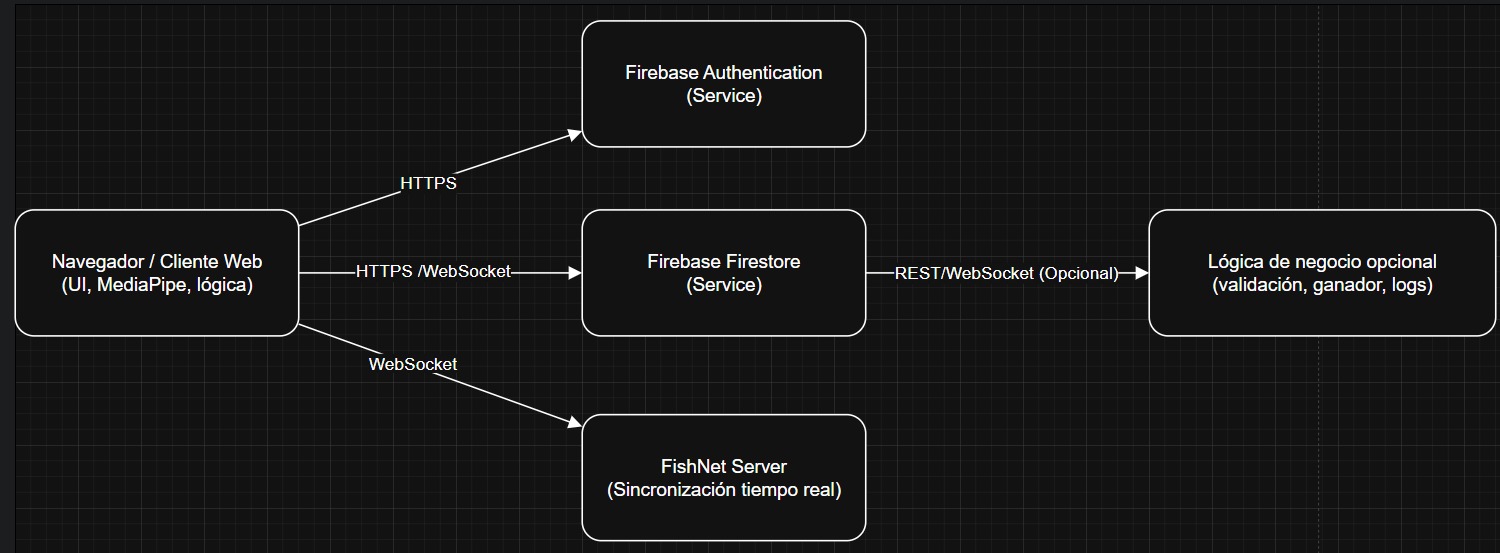 Firebase Authentication
(Service)
HTTPS
Navegador / Cliente Web
(UI, MediaPipe, lógica)
HTTPS /WebSocket
Firebase Firestore
(Service)
REST/WebSocket (Opcional)
Lógica de negocio opcional
(validación, ganador, logs)
WebSocket
FishNet Server
(Sincronización tiempo real)